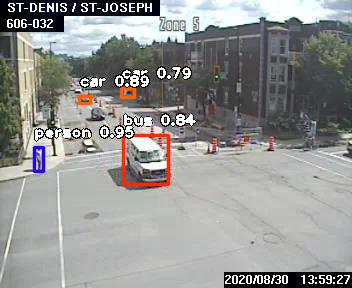 ST-DENIS / ST-JOSEPH
606-032
Zone 5
car 0.89
car 0.79
bus 0.84
person 0.95
2020/08/30 13:59:27